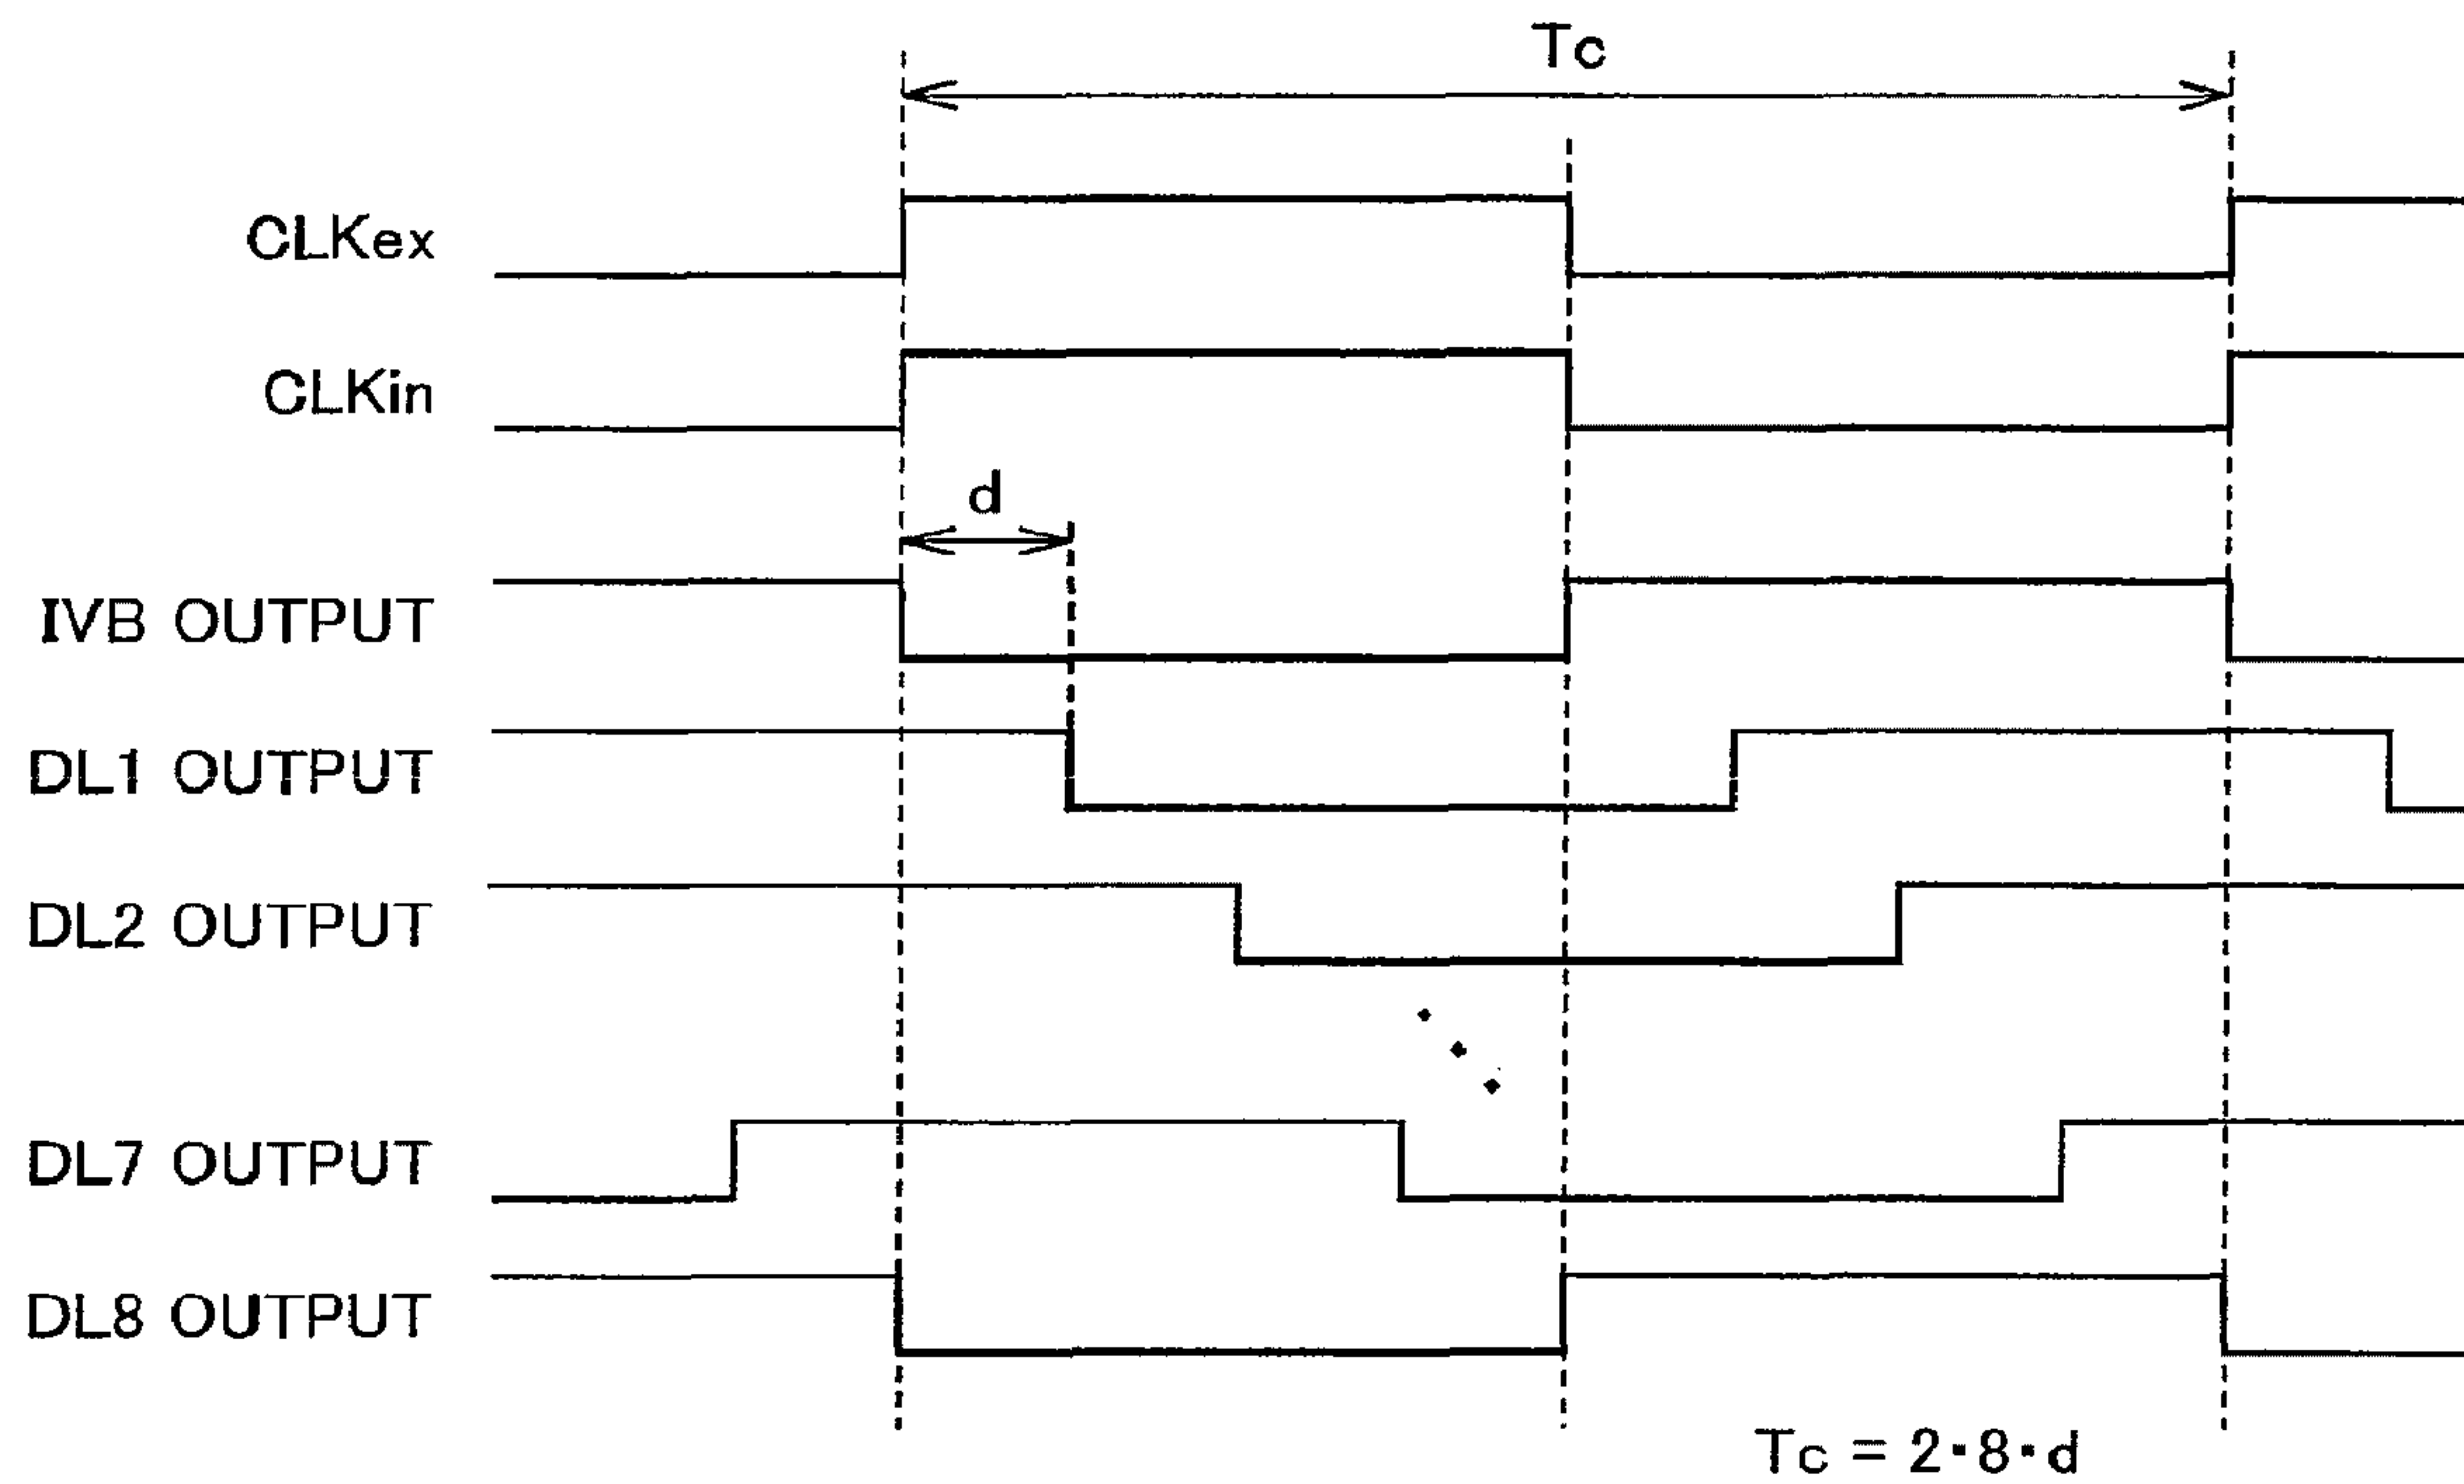 Tc
CLKex
CLKin
d
IVB OUTPUT
DL1 OUTPUT
DL2 OUTPUT
DL7 OUTPUT
DL8 OUTPUT
Tc = 2·8·d